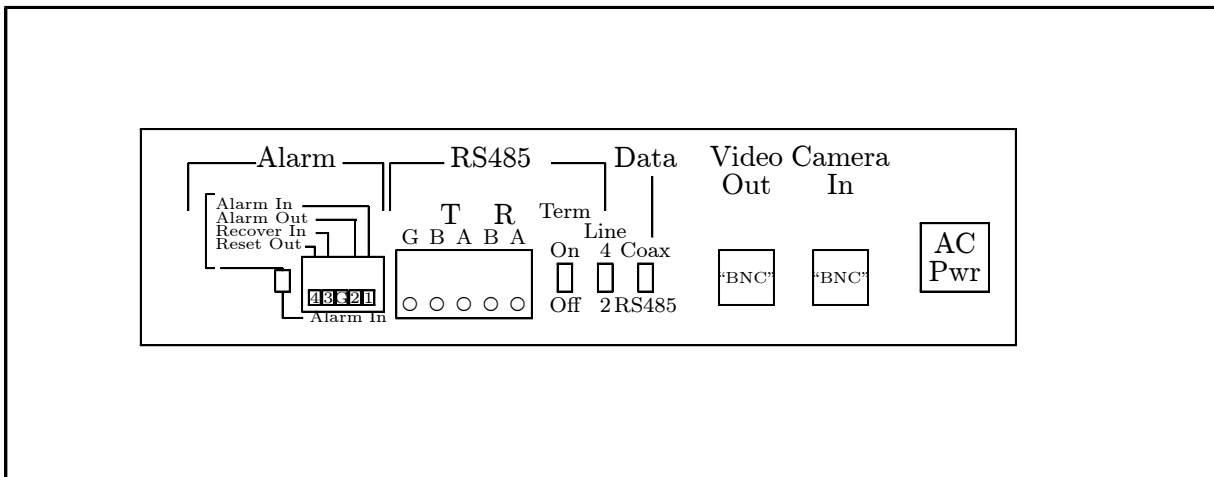 Alarm RS485 Data Video Camera
Out In
Alarm In
Alarm Out
Recover In
Reset Out
T R Term
Line
G B A B A On 4 Coax
AC
Pwr
"BNC" "BNC"
4 3 G 2 1
Off 2 RS485
Alarm In